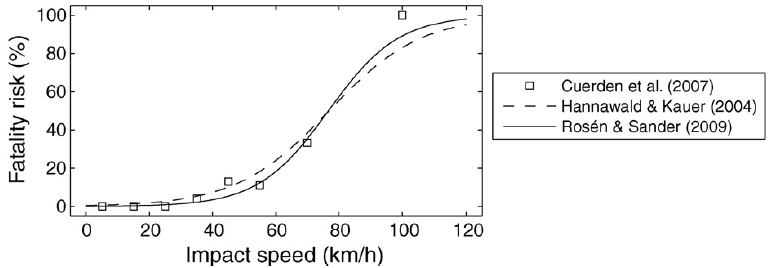 100
80
60
40
20
0
Fatality risk (%)
0 20 40 60 80 100 120
Impact speed (km/h)
Cuerden et al. (2007)
Hannawald & Kauer (2004)
Rosén & Sander (2009)